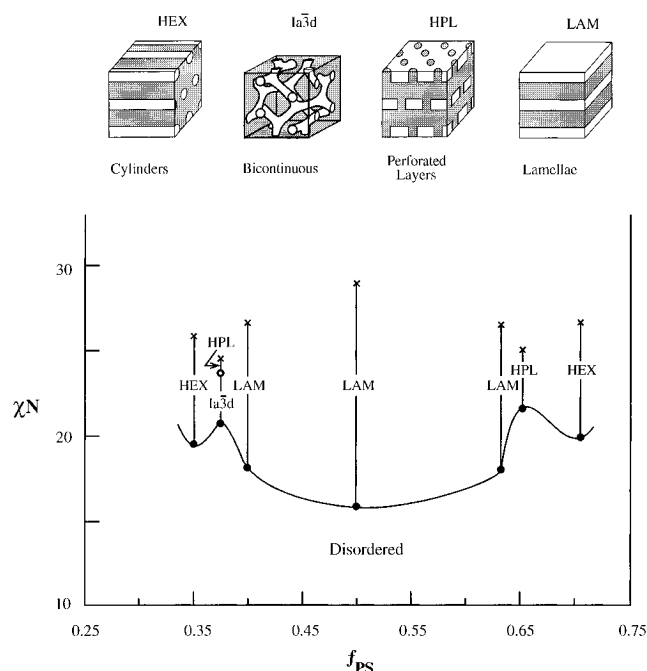 HEX Ia3̄d HPL LAM
Cylinders Bicontinuous Perforated Layers Lamellae
30
HPL
HPL
HEX LAM LAM LAM HEX
Ia3̄d
χN
20
Disordered
10
0.25 0.35 0.45 0.55 0.65 0.75
f_PS